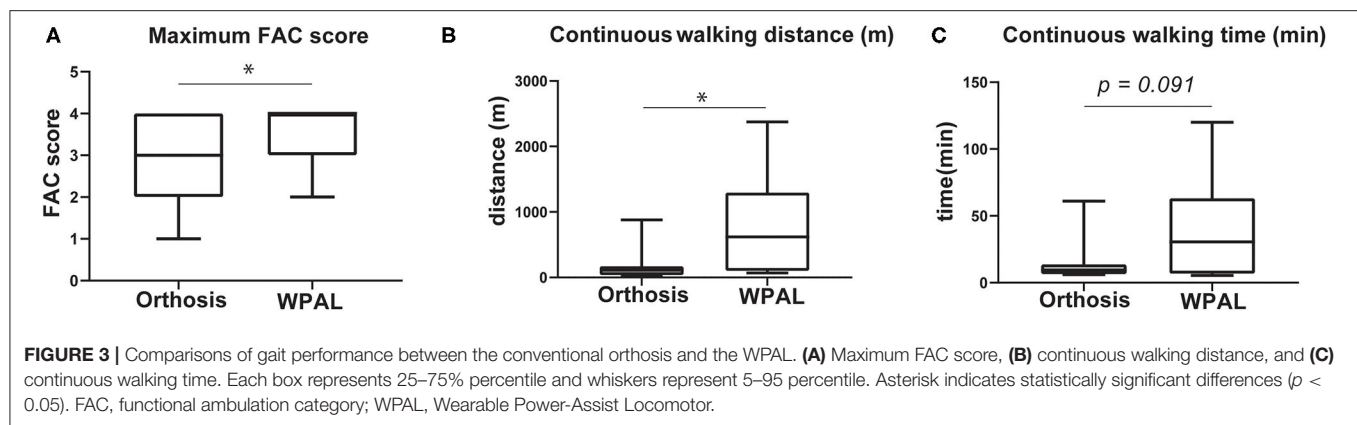 A Maximum FAC score
*
FAC score
5
4
3
2
1
0
Orthosis WPAL
B Continuous walking distance (m)
*
distance (m)
3000
2000
1000
0
Orthosis WPAL
C Continuous walking time (min)
p = 0.091
time(min)
150
100
50
0
Orthosis WPAL
FIGURE 3 | Comparisons of gait performance between the conventional orthosis and the WPAL. (A) Maximum FAC score, (B) continuous walking distance, and (C)
continuous walking time. Each box represents 25–75% percentile and whiskers represent 5–95 percentile. Asterisk indicates statistically significant differences (p <
0.05). FAC, functional ambulation category; WPAL, Wearable Power-Assist Locomotor.